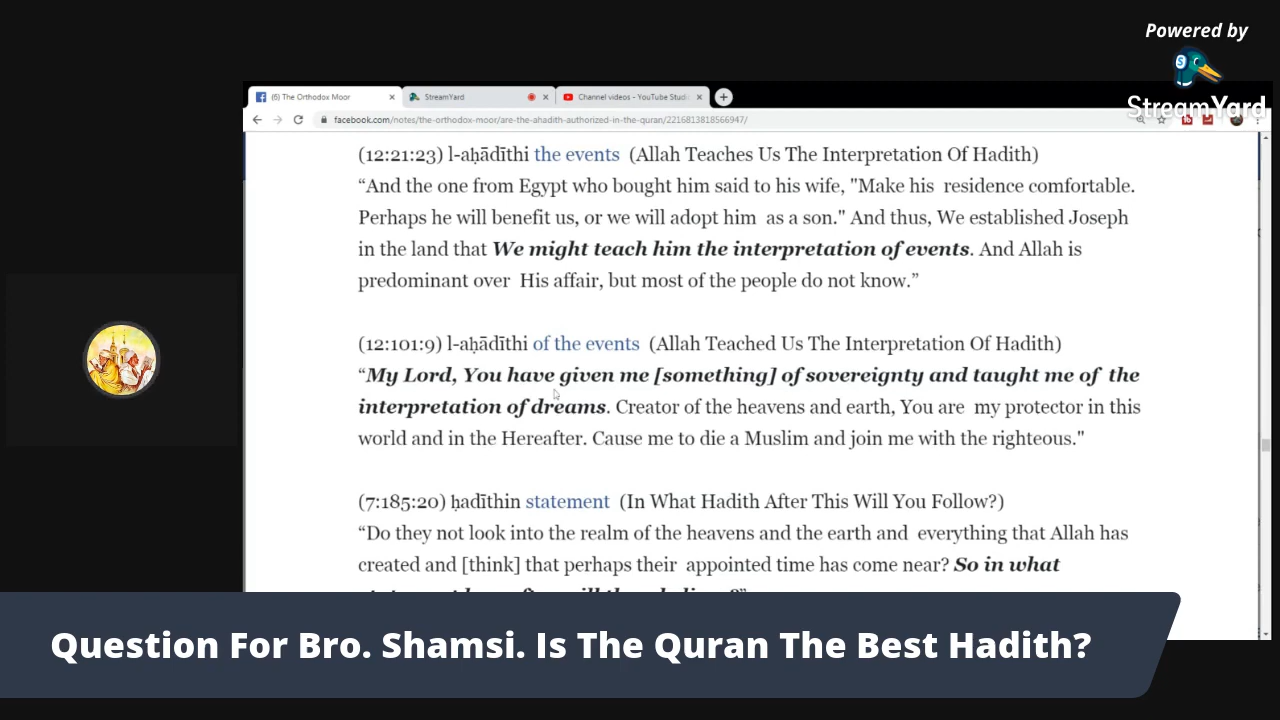 Powered by
StreamYard
(6) The Orthodox Moor
StreamYard
Channel videos - YouTube Studi
facebook.com/notes/the-orthodox-moor/are-the-ahadith-authorized-in-the-quran/2216813818566947/
(12:21:23) l-aḥādīthi the events (Allah Teaches Us The Interpretation Of Hadith)
“And the one from Egypt who bought him said to his wife, "Make his residence comfortable.
Perhaps he will benefit us, or we will adopt him as a son." And thus, We established Joseph
in the land that We might teach him the interpretation of events. And Allah is
predominant over His affair, but most of the people do not know.”
(12:101:9) l-aḥādīthi of the events (Allah Taught Us The Interpretation Of Hadith)
“My Lord, You have given me [something] of sovereignty and taught me of the
interpretation of dreams. Creator of the heavens and earth, You are my protector in this
world and in the Hereafter. Cause me to die a Muslim and join me with the righteous."
(7:185:20) ḥadīthin statement (In What Hadith After This Will You Follow?)
“Do they not look into the realm of the heavens and the earth and everything that Allah has
created and [think] that perhaps their appointed time has come near? So in what
Question For Bro. Shamsi. Is The Quran The Best Hadith?